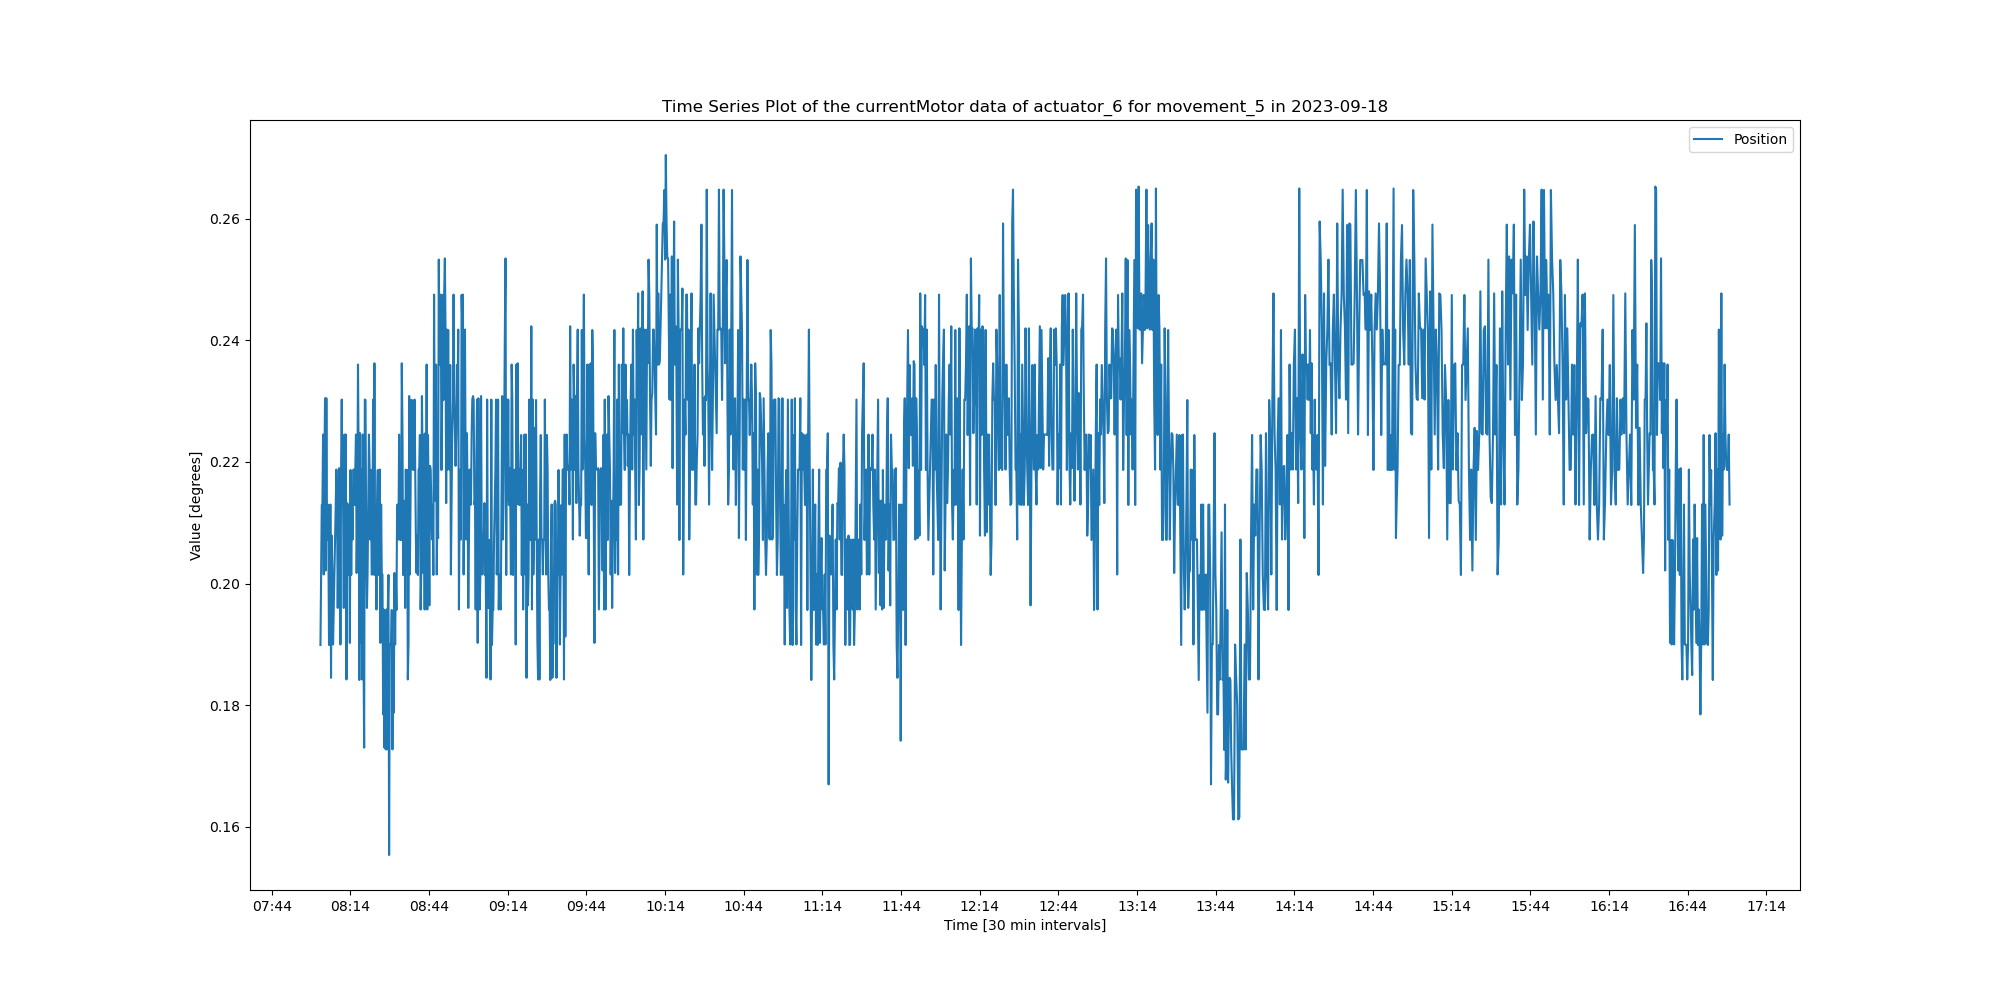 Time Series Plot of the currentMotor data of actuator_6 for movement_5 in 2023-09-18
Position
0.26
0.24
0.22
0.20
0.18
0.16
Value [degrees]
07:44 08:14 08:44 09:14 09:44 10:14 10:44 11:14 11:44 12:14 12:44 13:14 13:44 14:14 14:44 15:14 15:44 16:14 16:44 17:14
Time [30 min intervals]